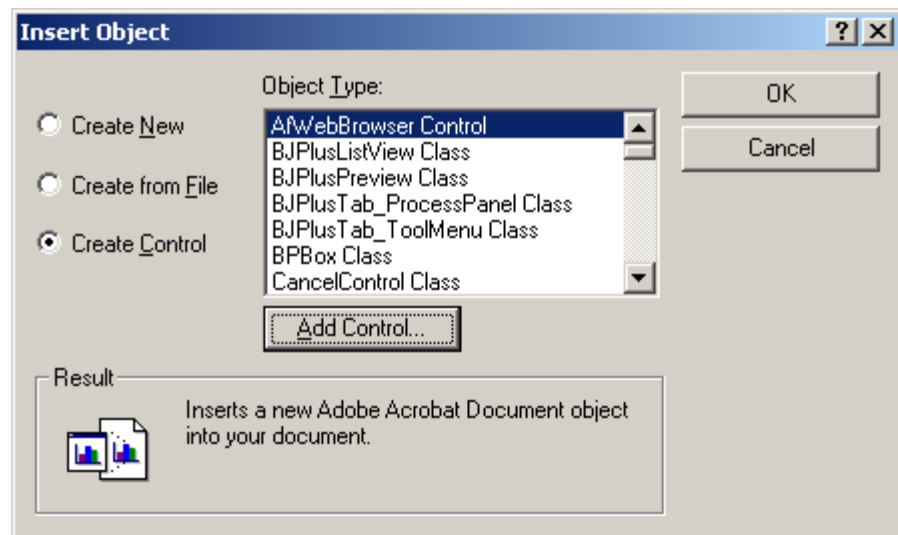 Insert Object
Object Type:
Create New
Create from File
Create Control
AfWebBrowser Control
BJPlusListView Class
BJPlusPreview Class
BJPlusTab_ProcessPanel Class
BJPlusTab_ToolMenu Class
BPBox Class
CancelControl Class
Add Control...
OK
Cancel
Result
Inserts a new Adobe Acrobat Document object
into your document.